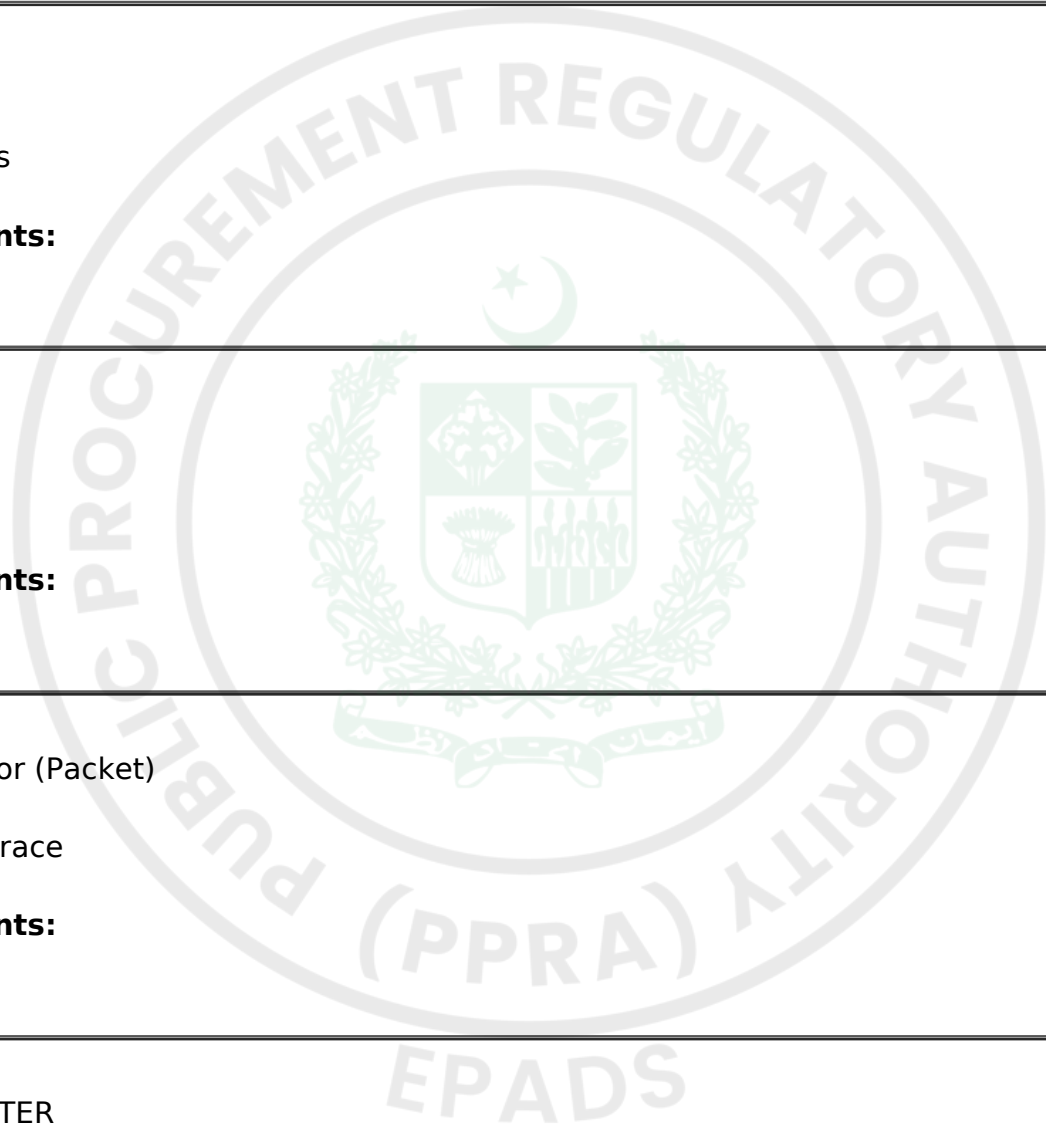 PUBLIC PROCUREMENT REGULATORY AUTHORITY
s
nts:
nts:
or (Packet)
race
nts:
(PPRA)
EPADS
TER